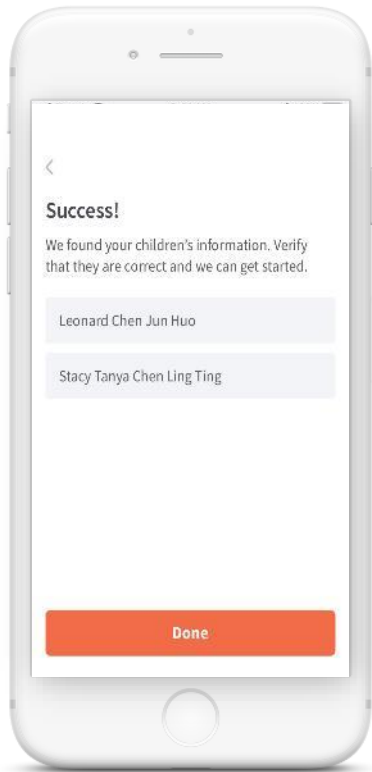 Success!
We found your children's information. Verify
that they are correct and we can get started.
Leonard Chen Jun Huo
Stacy Tanya Chen Ling Ting
Done